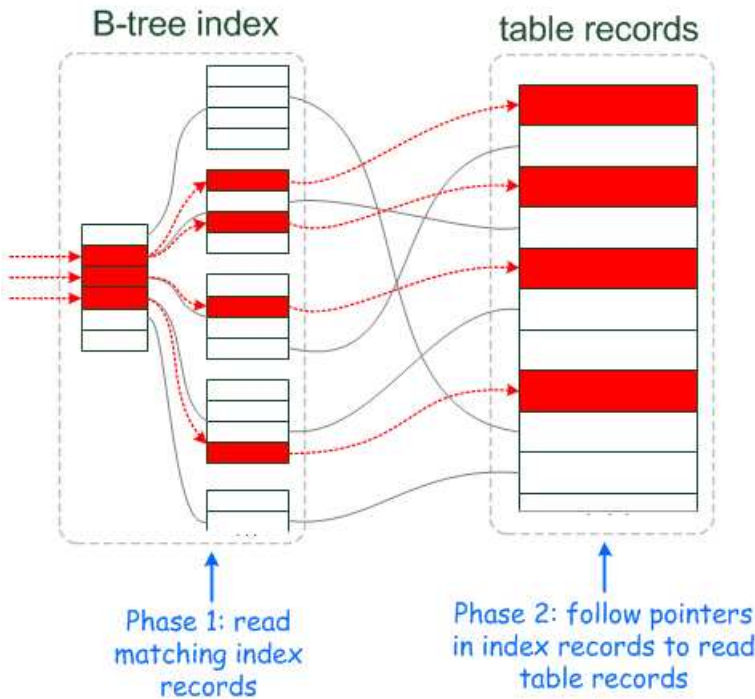 B-tree index
table records
. . .
. . .
Phase 1: read
matching index
records
Phase 2: follow pointers
in index records to read
table records